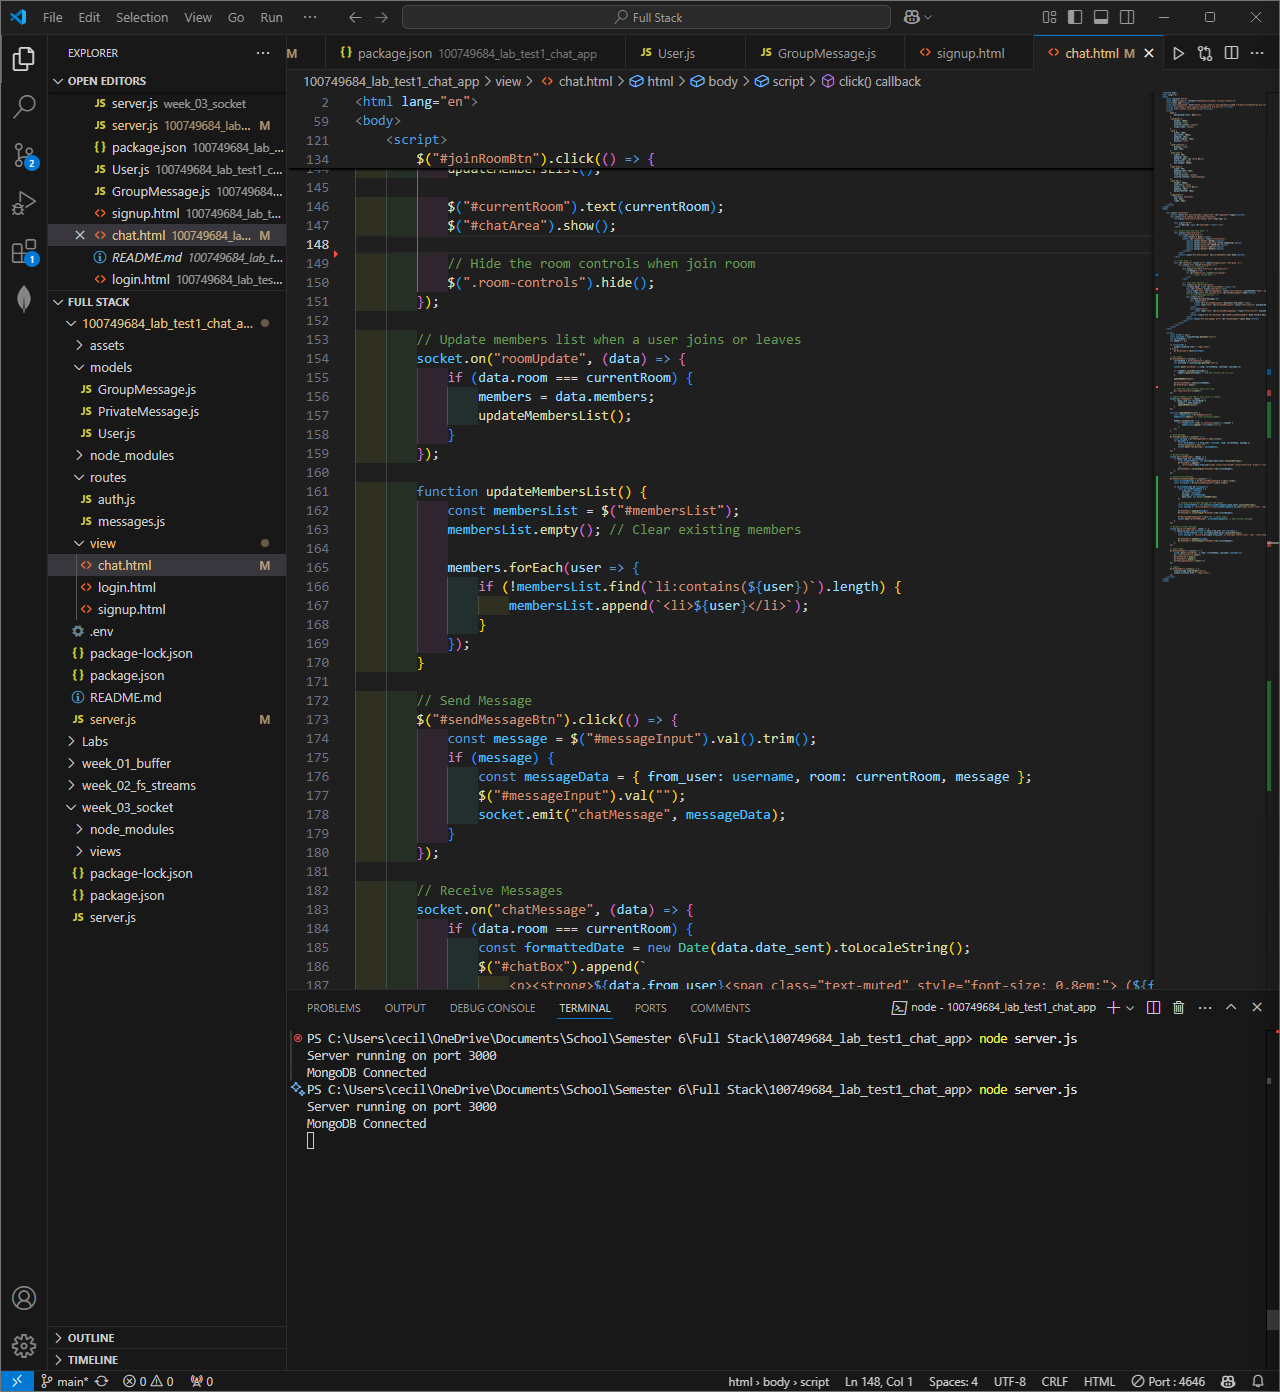 File Edit Selection View Go Run ··· Full Stack
EXPLORER
OPEN EDITORS
server.js week_03_socket
server.js 100749684_lab... M
package.json 100749684_lab_...
User.js 100749684_lab_test1_c...
GroupMessage.js 100749684...
signup.html 100749684_lab_t...
chat.html 100749684_la... M
README.md 100749684_lab_t...
login.html 100749684_lab_tes...
FULL STACK
100749684_lab_test1_chat_a...
assets
models
GroupMessage.js
PrivateMessage.js
User.js
node_modules
routes
auth.js
messages.js
view
chat.html M
login.html
signup.html
.env
package-lock.json
package.json
README.md
server.js M
Labs
week_01_buffer
week_02_fs_streams
week_03_socket
node_modules
views
package-lock.json
package.json
server.js
OUTLINE
TIMELINE
M package.json 100749684_lab_test1_chat_app User.js GroupMessage.js signup.html chat.html M
100749684_lab_test1_chat_app > view > chat.html > html > body > script > click() callback
2 <html lang="en">
59 <body>
121 <script>
134 $("#joinRoomBtn").click(() => {
144 updateMembersList();
145
146 $("#currentRoom").text(currentRoom);
147 $("#chatArea").show();
148
149 // Hide the room controls when join room
150 $(".room-controls").hide();
151 });
152
153 // Update members list when a user joins or leaves
154 socket.on("roomUpdate", (data) => {
155 if (data.room === currentRoom) {
156 members = data.members;
157 updateMembersList();
158 }
159 });
160
161 function updateMembersList() {
162 const membersList = $("#membersList");
163 membersList.empty(); // Clear existing members
164
165 members.forEach(user => {
166 if (!membersList.find(`li:contains(${user})`).length) {
167 membersList.append(`<li>${user}</li>`);
168 }
169 });
170 }
171
172 // Send Message
173 $("#sendMessageBtn").click(() => {
174 const message = $("#messageInput").val().trim();
175 if (message) {
176 const messageData = { from_user: username, room: currentRoom, message };
177 $("#messageInput").val("");
178 socket.emit("chatMessage", messageData);
179 }
180 });
181
182 // Receive Messages
183 socket.on("chatMessage", (data) => {
184 if (data.room === currentRoom) {
185 const formattedDate = new Date(data.date_sent).toLocaleString();
186 $("#chatBox").append(`
187 <p><strong>${data.from_user}<span class="text-muted" style="font-size: 0.8em;"> (${f
PROBLEMS OUTPUT DEBUG CONSOLE TERMINAL PORTS COMMENTS node - 100749684_lab_test1_chat_app
PS C:\Users\cecil\OneDrive\Documents\School\Semester 6\Full Stack\100749684_lab_test1_chat_app> node server.js
Server running on port 3000
MongoDB Connected
PS C:\Users\cecil\OneDrive\Documents\School\Semester 6\Full Stack\100749684_lab_test1_chat_app> node server.js
Server running on port 3000
MongoDB Connected
2
1
main* 0 0 0 html > body > script Ln 148, Col 1 Spaces: 4 UTF-8 CRLF HTML Port : 4646